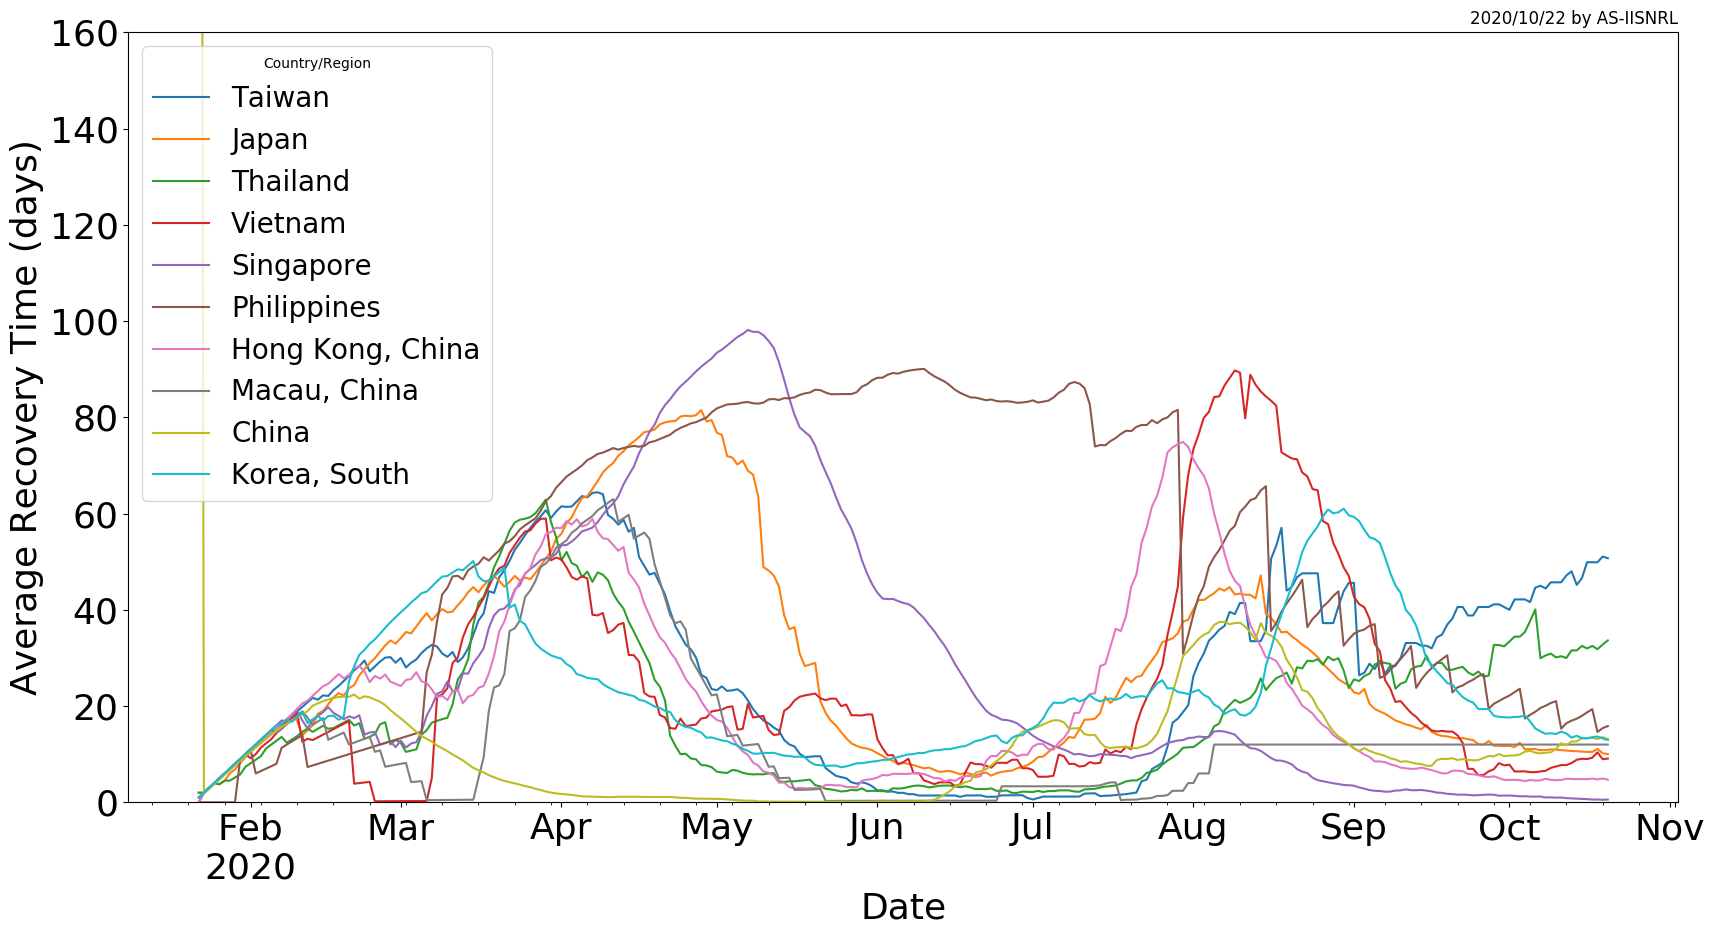 2020/10/22 by AS-IISNRL
160
140
120
100
80
60
40
20
0
Average Recovery Time (days)
Country/Region
Taiwan
Japan
Thailand
Vietnam
Singapore
Philippines
Hong Kong, China
Macau, China
China
Korea, South
Feb Mar Apr May Jun Jul Aug Sep Oct Nov
2020
Date